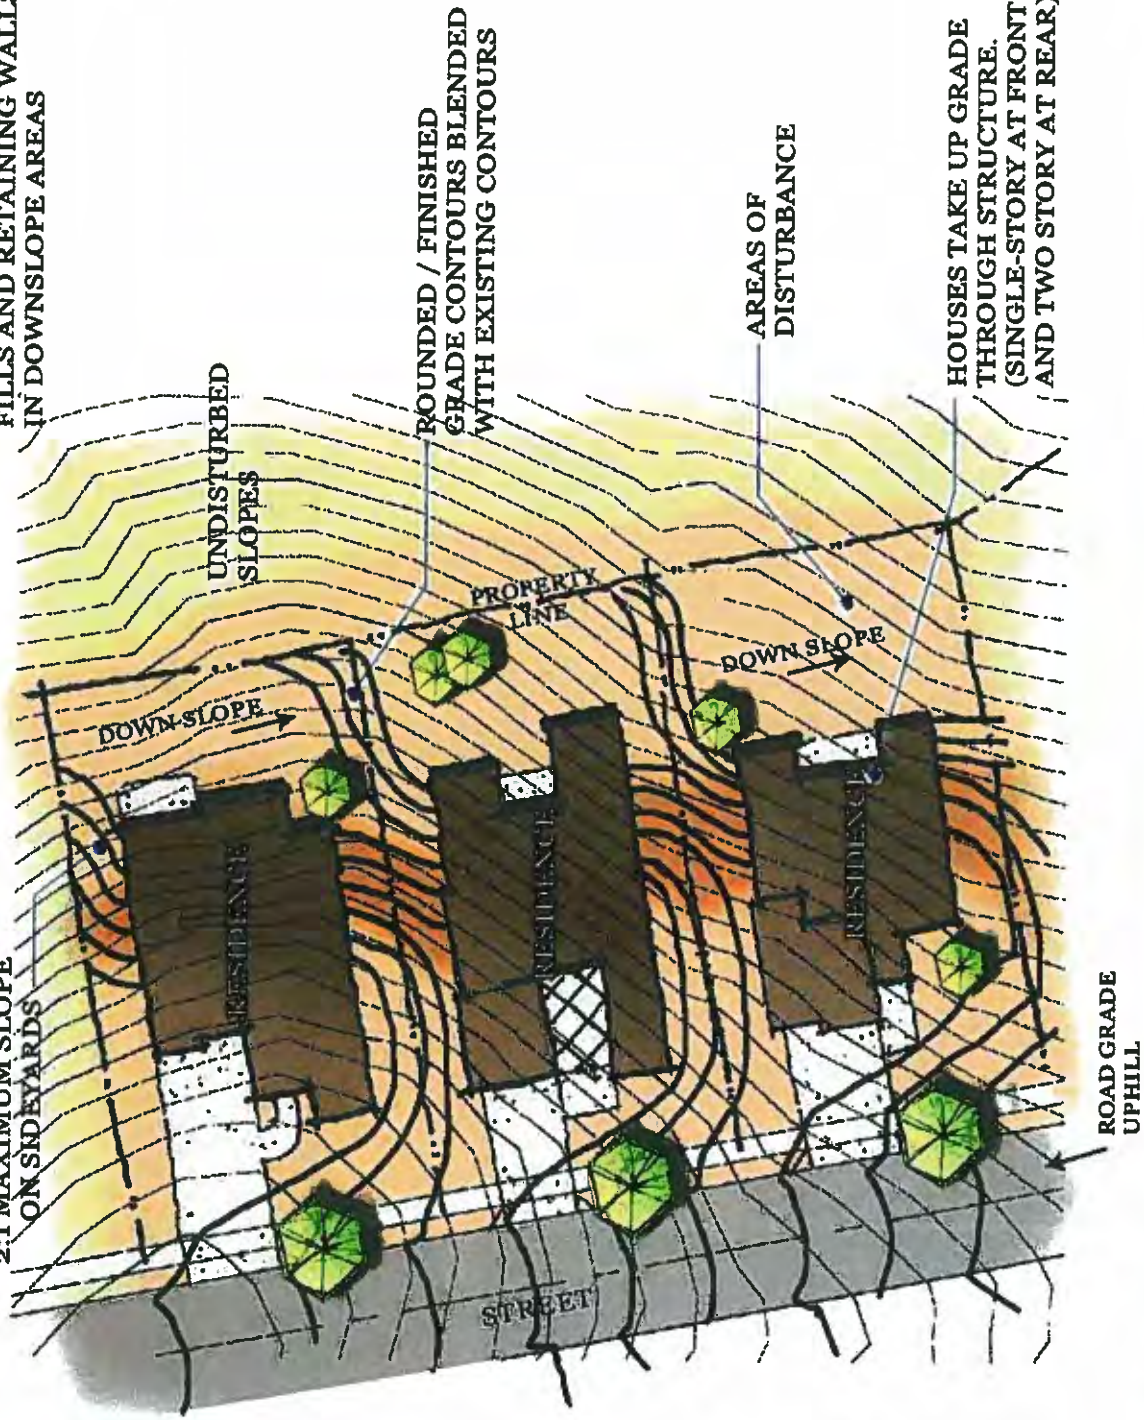 FILLS AND RETAINING WALLS
IN DOWNSLOPE AREAS
UNDISTURBED
SLOPES
ROUNDED / FINISHED
GRADE CONTOURS BLENDED
WITH EXISTING CONTOURS
AREAS OF
DISTURBANCE
HOUSES TAKE UP GRADE
THROUGH STRUCTURE.
(SINGLE-STORY AT FRONT
AND TWO STORY AT REAR)
2:1 MAXIMUM SLOPE
ON SIDEYARDS
PROPERTY
LINE
DOWN SLOPE
DOWN SLOPE
RESIDENCE
RESIDENCE
RESIDENCE
STREET
ROAD GRADE
UPHILL